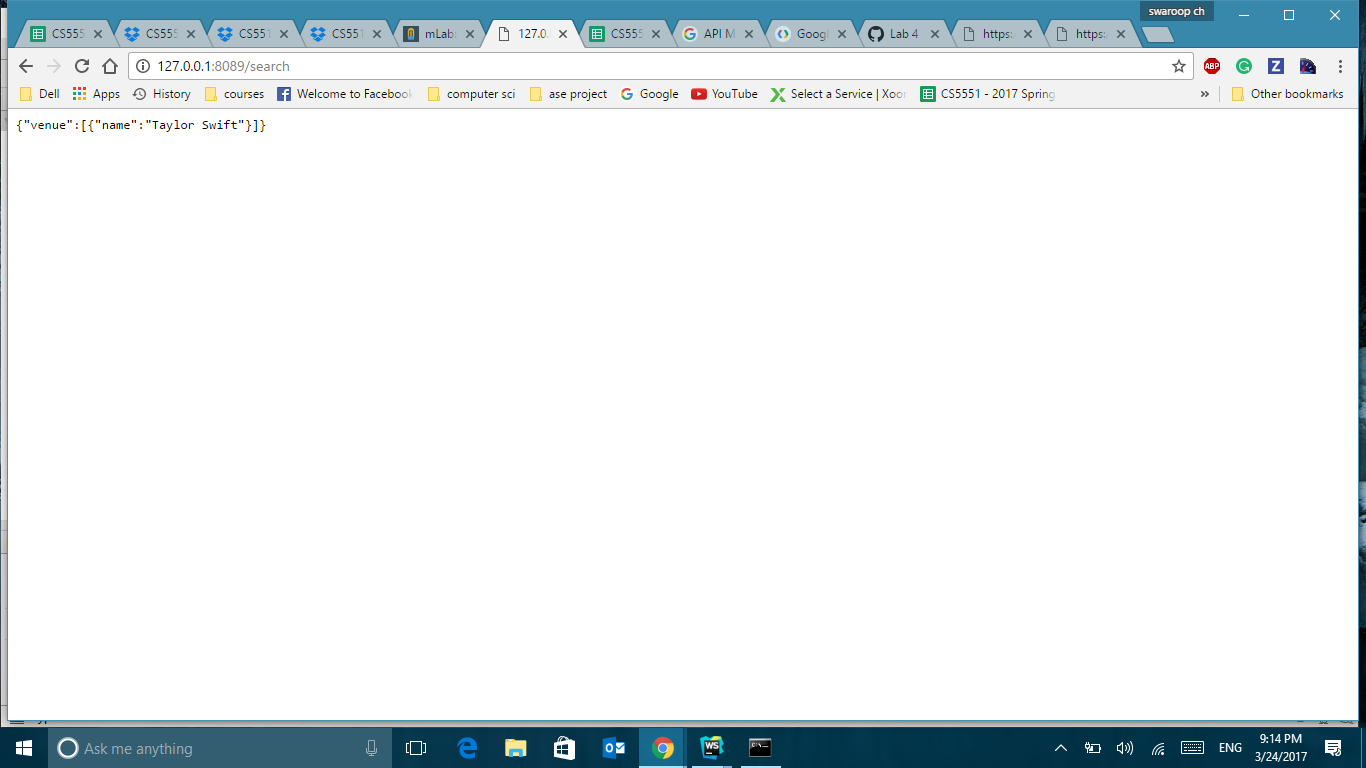 swaroop ch
CS555 CS555 CS551 CS551 mLab: 127.0. CS555 API M Googl Lab 4 https: https:
127.0.0.1:8089/search
Dell Apps History courses Welcome to Facebook computer sci ase project Google YouTube Select a Service | Xoor CS5551 - 2017 Spring » Other bookmarks
{"venue":[{"name":"Taylor Swift"}]}
Ask me anything
ENG
9:14 PM
3/24/2017